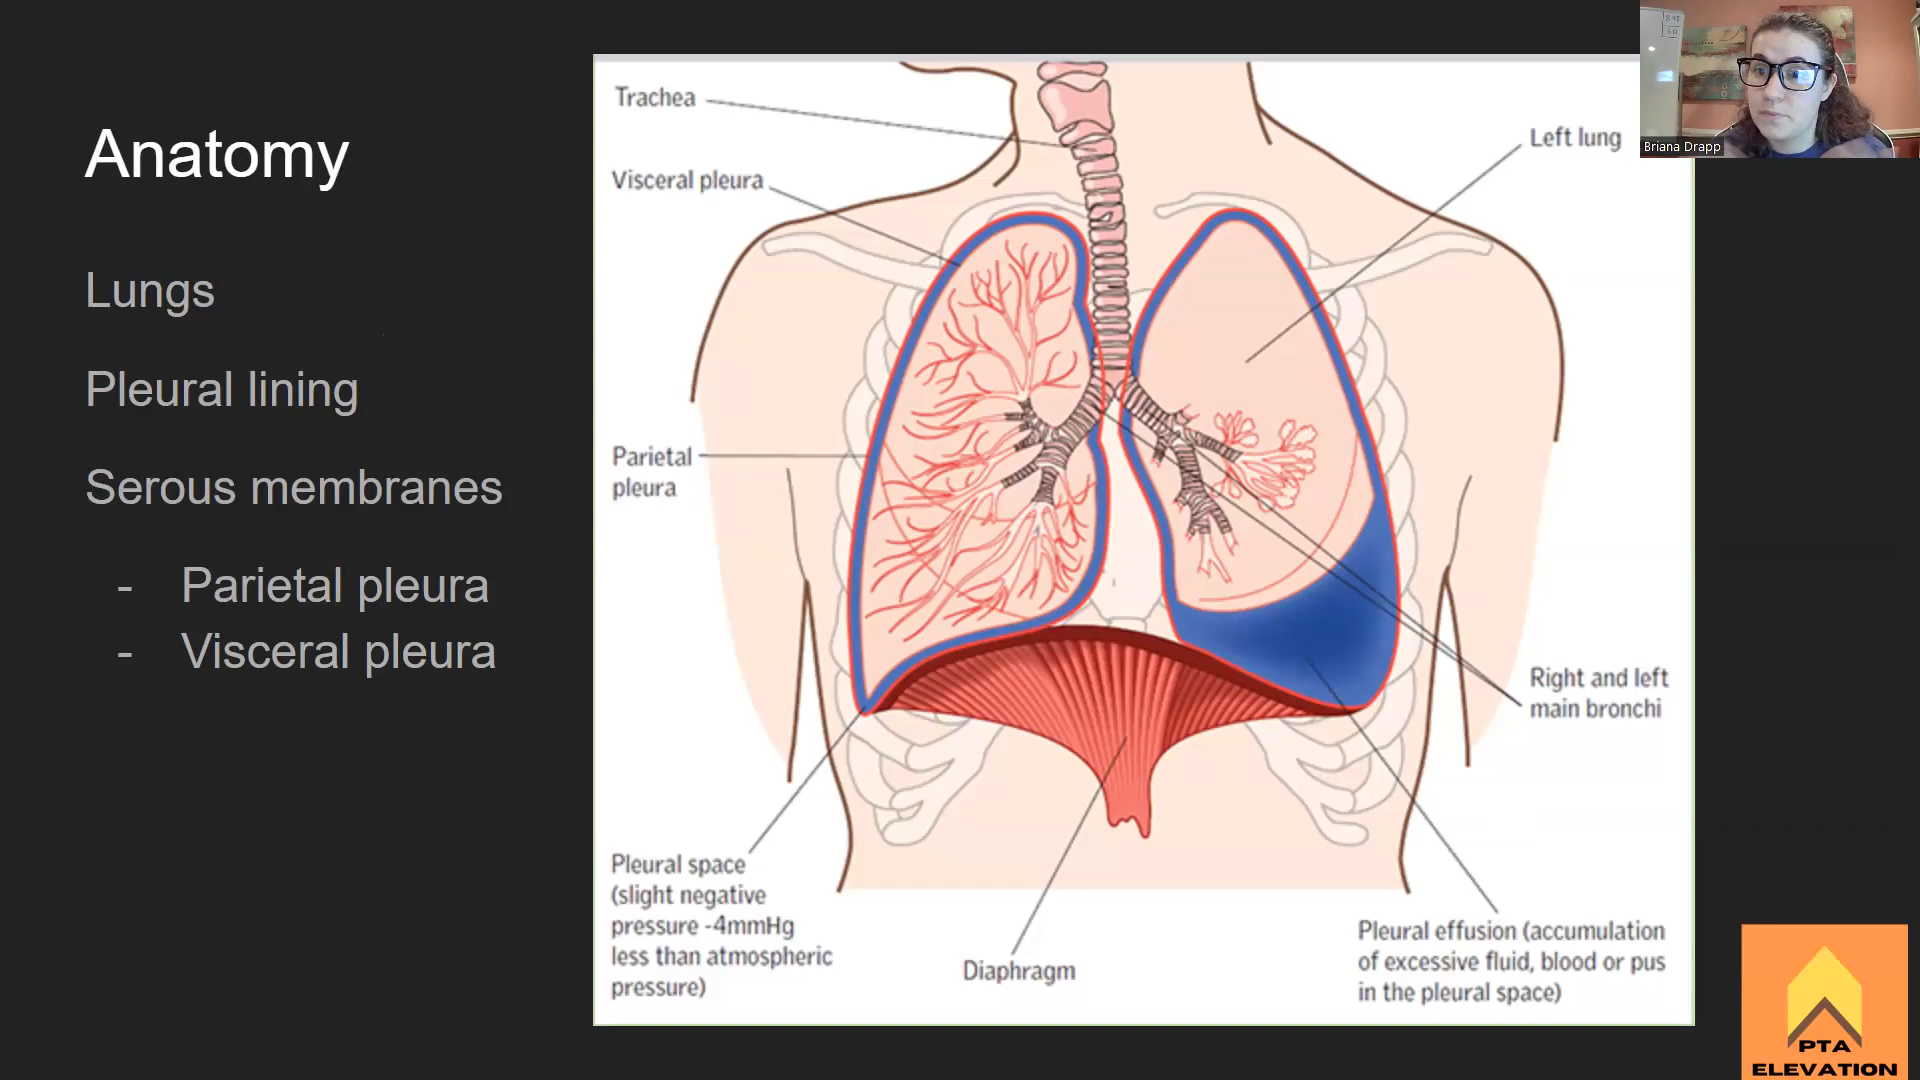 Anatomy
Lungs
Pleural lining
Serous membranes
- Parietal pleura
- Visceral pleura
Trachea
Visceral pleura
Parietal
pleura
Pleural space
(slight negative
pressure -4mmHg
less than atmospheric
pressure)
Diaphragm
Left lung
Right and left
main bronchi
Pleural effusion (accumulation
of excessive fluid, blood or pus
in the pleural space)
Briana Drapp
PTA
ELEVATION